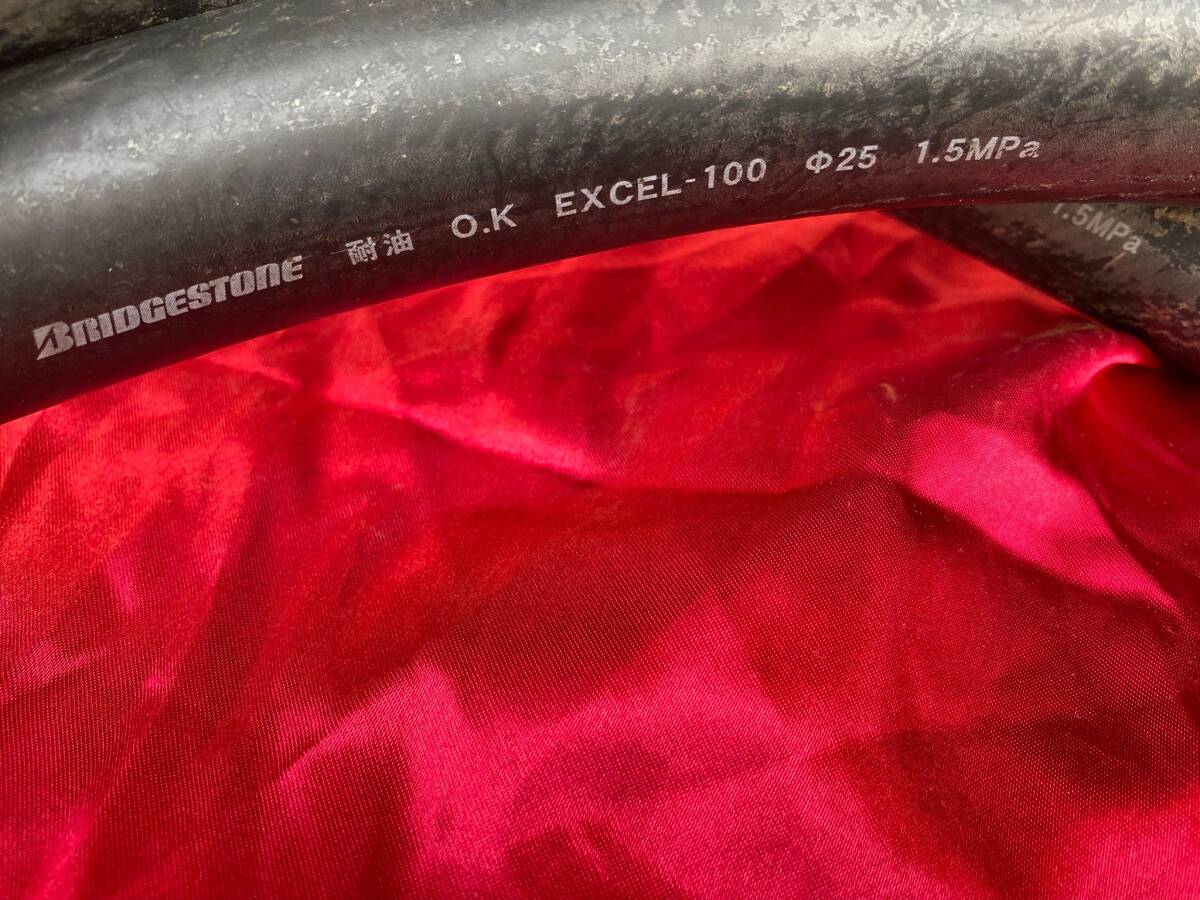 BRIDGESTONE 耐油 O.K EXCEL-100 Φ25 1.5MPa
1.5MPa